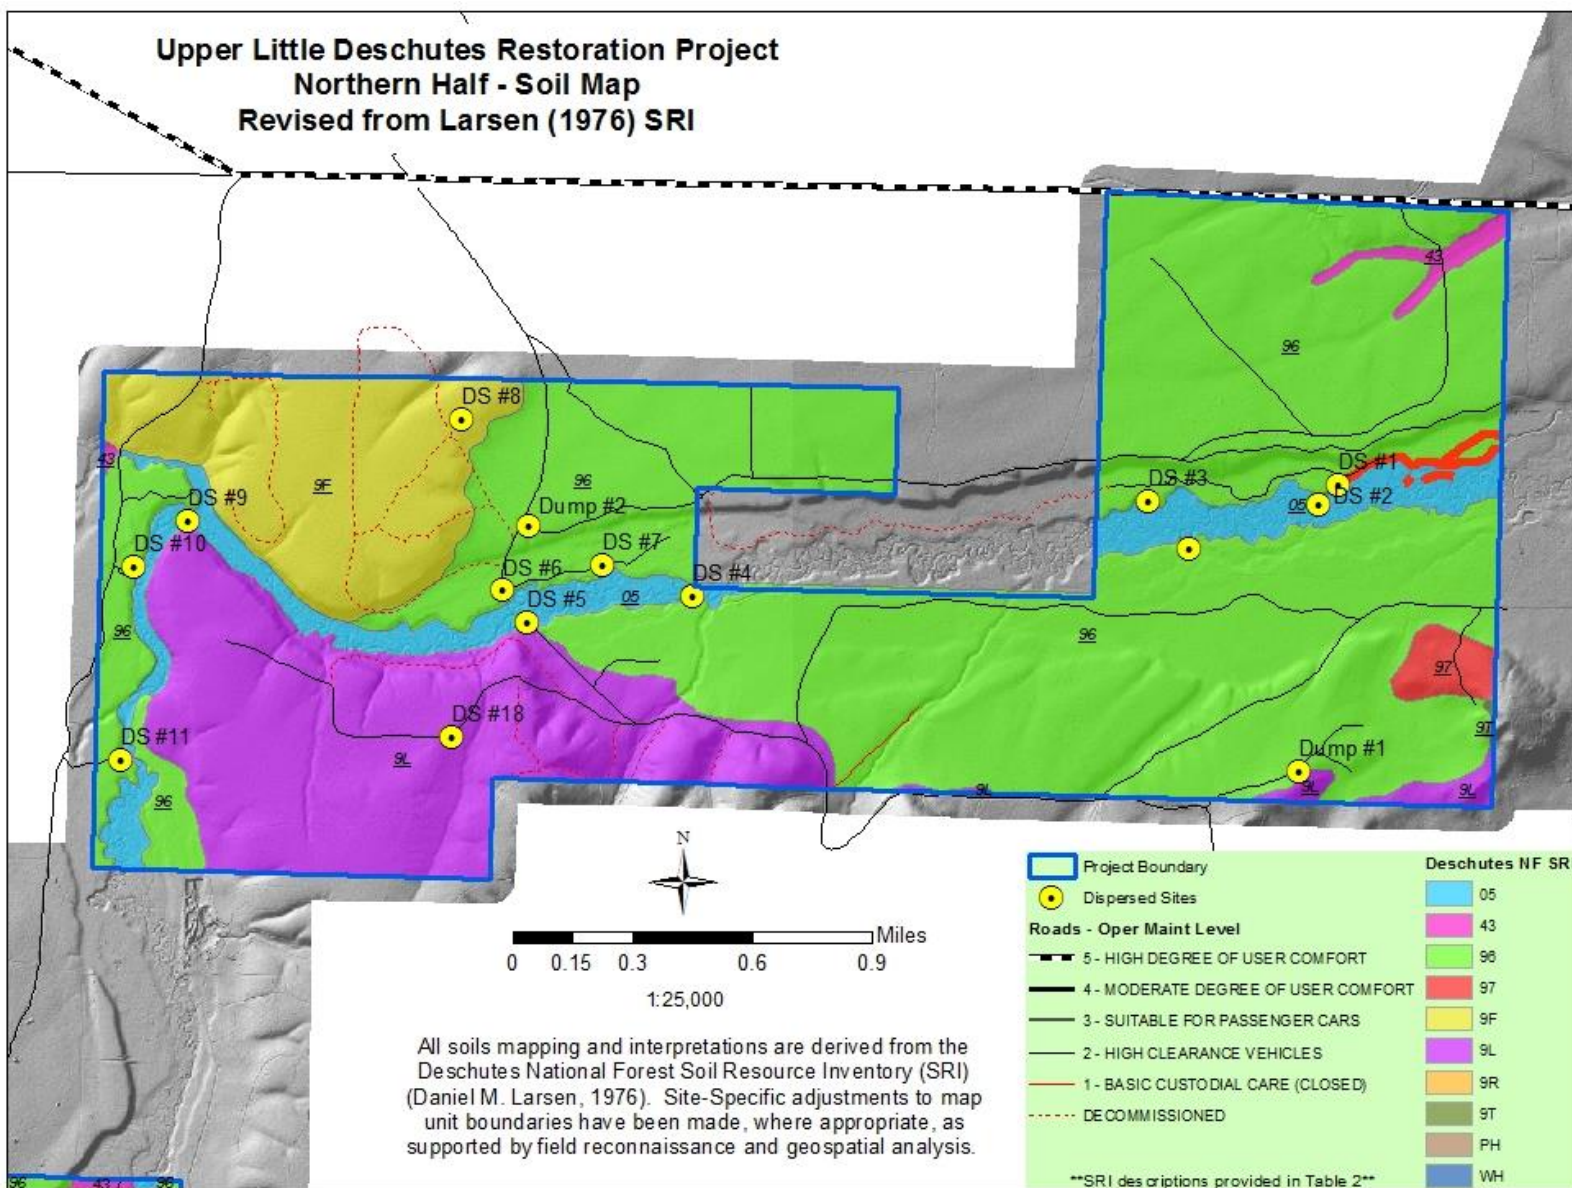 Upper Little Deschutes Restoration Project
Northern Half - Soil Map
Revised from Larsen (1976) SRI
43
96
DS #8
43
9F
96
DS #1
DS #9
DS #3
DS #2
Dump #2
05
DS #10
DS #7
DS #6
DS #4
DS #5
05
96
96
97
DS #18
9T
DS #11
9L
Dump #1
96
9L
9L
9L
N
Miles
0 0.15 0.3 0.6 0.9
1:25,000
All soils mapping and interpretations are derived from the
Deschutes National Forest Soil Resource Inventory (SRI)
(Daniel M. Larsen, 1976). Site-Specific adjustments to map
unit boundaries have been made, where appropriate, as
supported by field reconnaissance and geospatial analysis.
Project Boundary
Dispersed Sites
Roads - Oper Maint Level
5 - HIGH DEGREE OF USER COMFORT
4 - MODERATE DEGREE OF USER COMFORT
3 - SUITABLE FOR PASSENGER CARS
2 - HIGH CLEARANCE VEHICLES
1 - BASIC CUSTODIAL CARE (CLOSED)
DECOMMISSIONED
**SRI descriptions provided in Table 2**
Deschutes NF SR
05
43
96
97
9F
9L
9R
9T
PH
WH
96 43 96